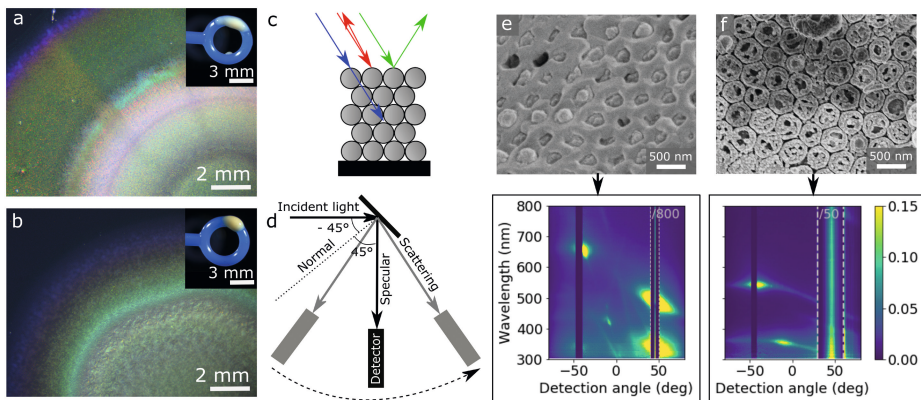 a
3 mm
2 mm
b
3 mm
2 mm
c
d
Incident light
- 45°
Normal
45°
Specular
Scattering
Detector
e
500 nm
f
500 nm
/800
/50
Wavelength (nm)
800
700
600
500
400
300
−50
0
50
Detection angle (deg)
−50
0
50
Detection angle (deg)
0.15
0.10
0.05
0.00